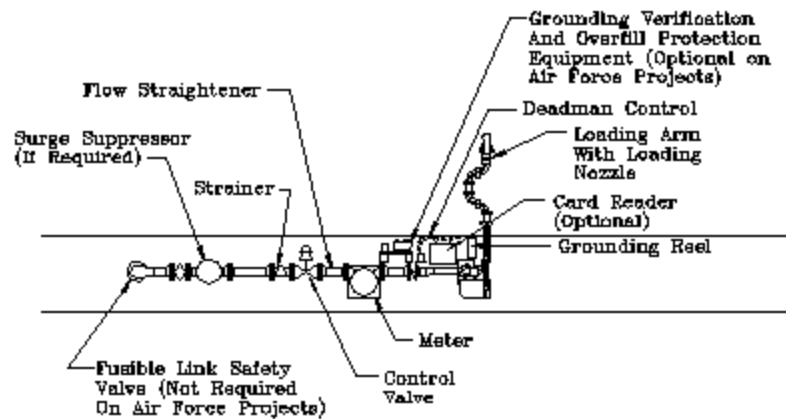 Grounding Verification
And Overfill Protection
Equipment (Optional on
Air Force Projects)
Flow Straightener
Deadman Control
Surge Suppressor
(If Required)
Loading Arm
With Loading
Nozzle
Strainer
Card Reader
(Optional)
Grounding Reel
Meter
Fusible Link Safety
Valve (Not Required
On Air Force Projects)
Control
Valve